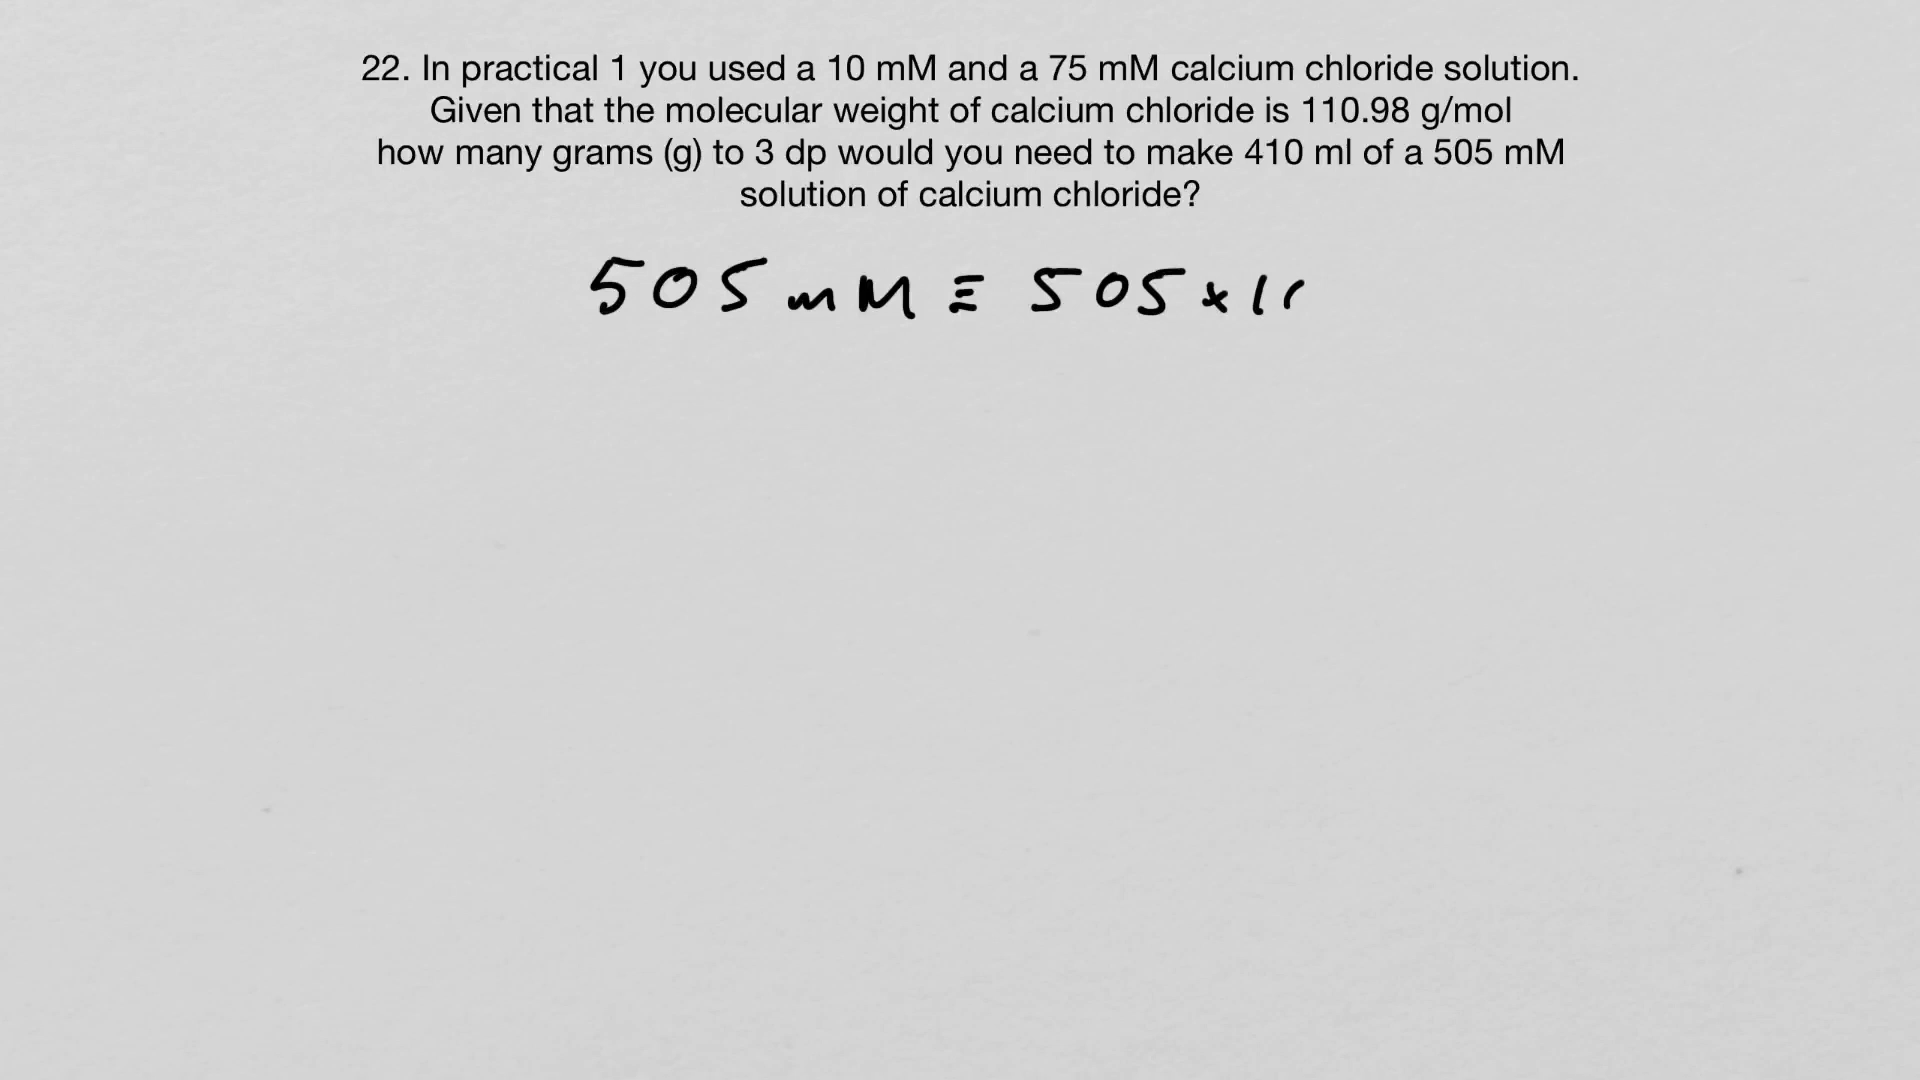 22. In practical 1 you used a 10 mM and a 75 mM calcium chloride solution.
Given that the molecular weight of calcium chloride is 110.98 g/mol
how many grams (g) to 3 dp would you need to make 410 ml of a 505 mM
solution of calcium chloride?
505 mM ≡ 505 × 1